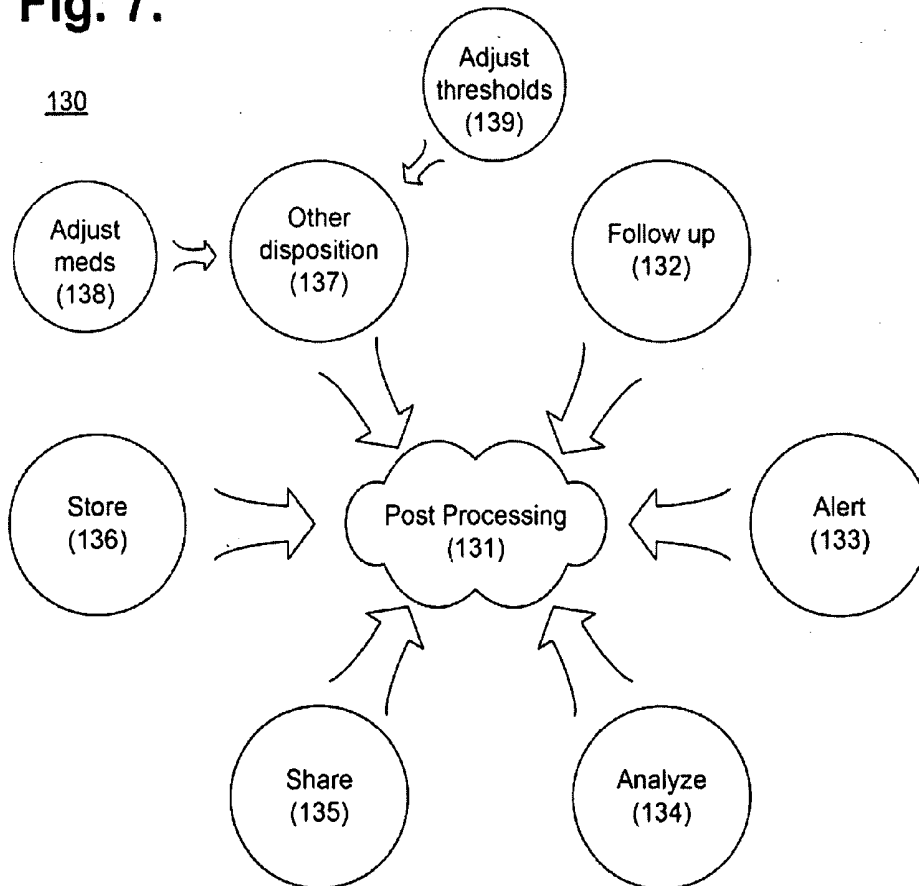 Fig. 7.
130
Adjust
thresholds
(139)
Adjust
meds
(138)
Other
disposition
(137)
Follow up
(132)
Store
(136)
Post Processing
(131)
Alert
(133)
Share
(135)
Analyze
(134)